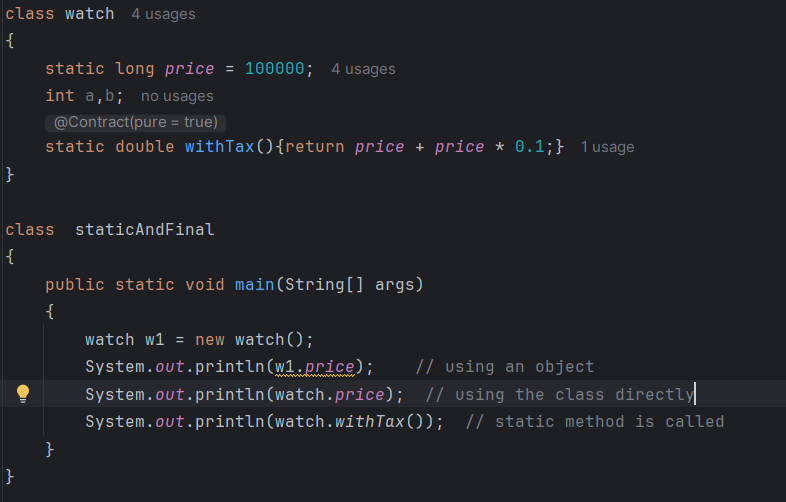 class watch 4 usages
{
    static long price = 100000; 4 usages
    int a,b; no usages
    @Contract(pure = true)
    static double withTax(){return price + price * 0.1;} 1 usage
}
class  staticAndFinal
{
    public static void main(String[] args)
    {
        watch w1 = new watch();
        System.out.println(w1.price);    // using an object
        System.out.println(watch.price);  // using the class directly
        System.out.println(watch.withTax());  // static method is called
    }
}